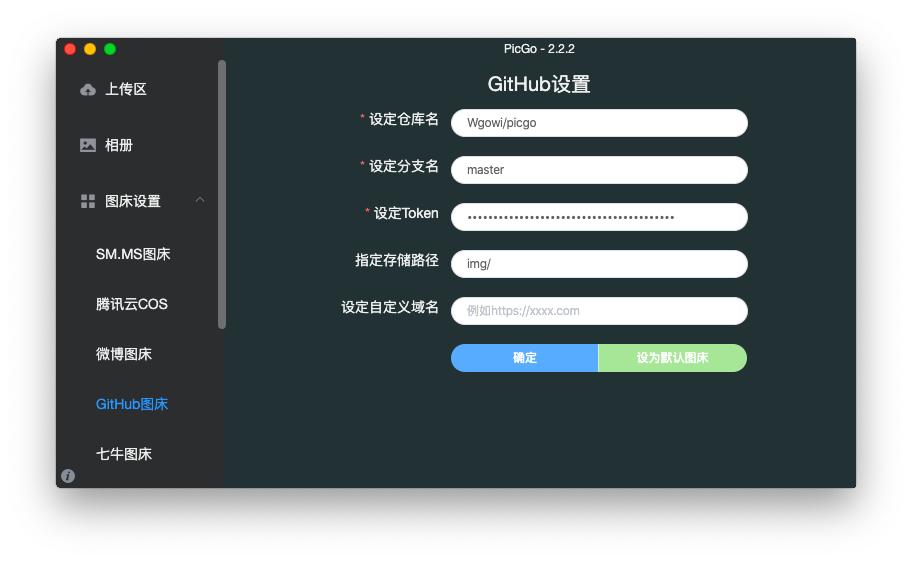 PicGo - 2.2.2
上传区
相册
图床设置
SM.MS图床
腾讯云COS
微博图床
GitHub图床
七牛图床
GitHub设置
* 设定仓库名 Wgowi/picgo
* 设定分支名 master
* 设定Token ••••••••••••••••••••••••••••••••••••••••
指定存储路径 img/
设定自定义域名 例如https://xxxx.com
确定 设为默认图床